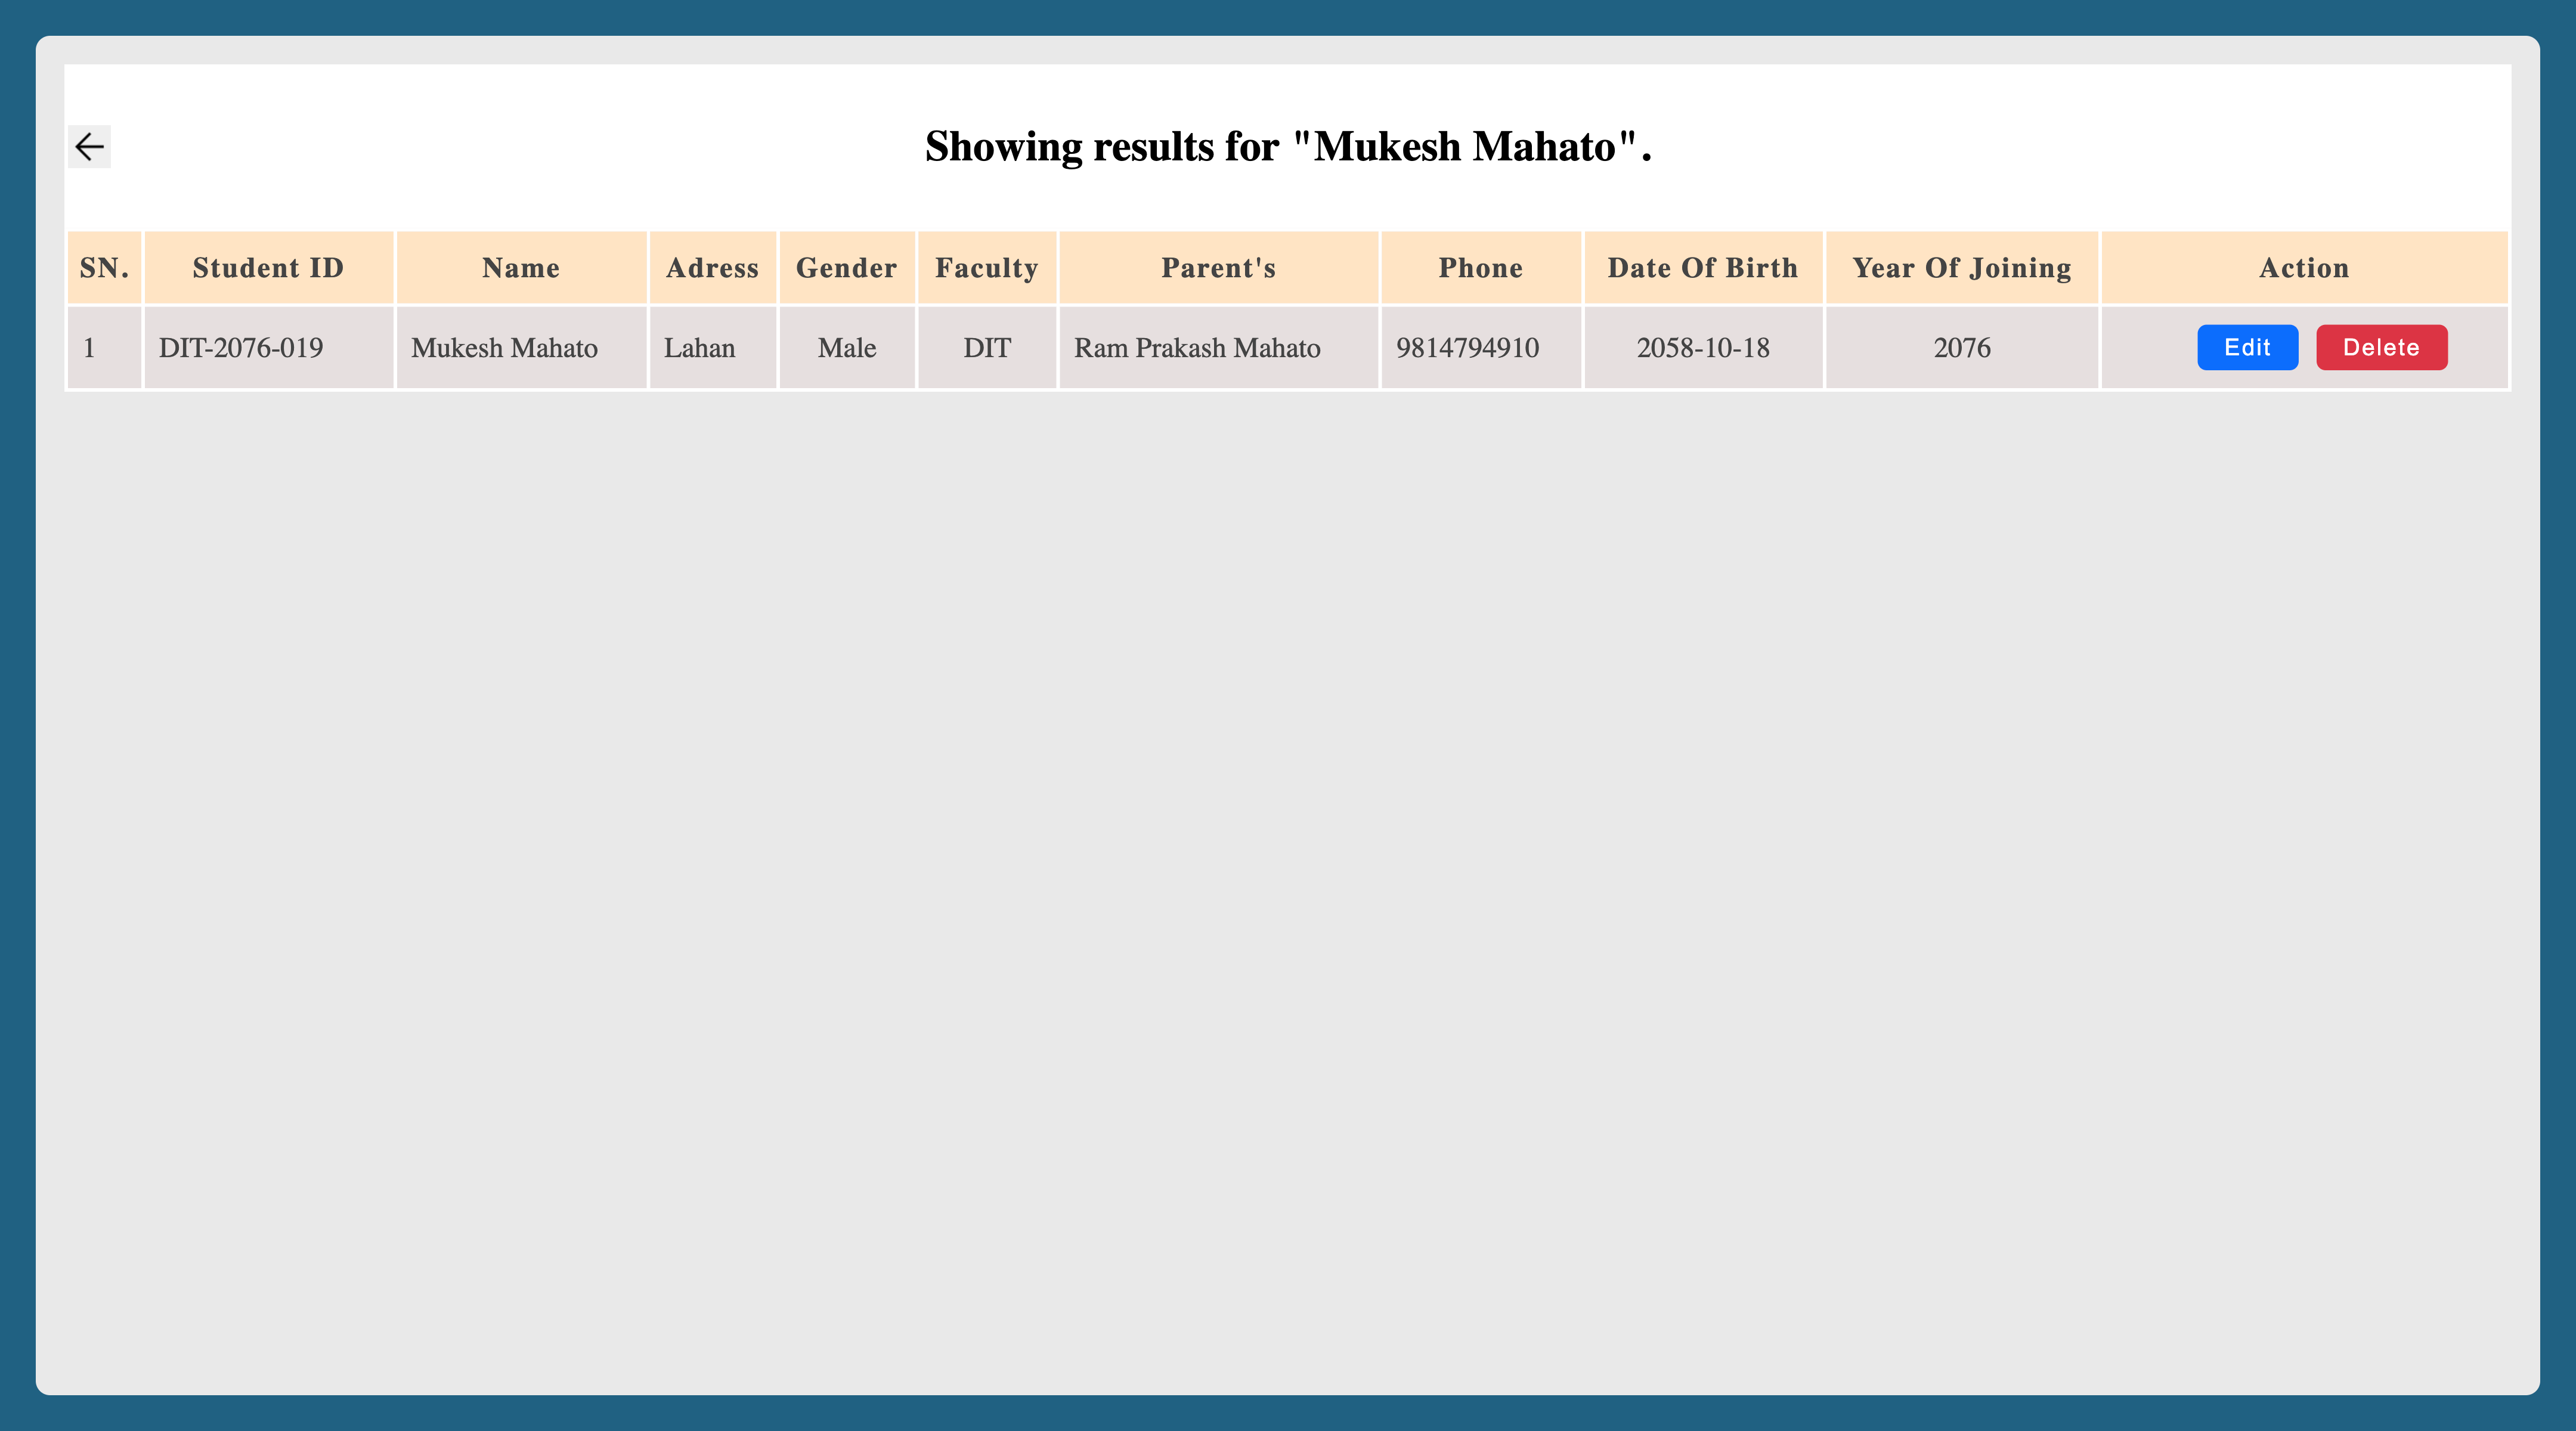 Showing results for "Mukesh Mahato".
SN. Student ID Name Adress Gender Faculty Parent's Phone Date Of Birth Year Of Joining Action
1 DIT-2076-019 Mukesh Mahato Lahan Male DIT Ram Prakash Mahato 9814794910 2058-10-18 2076 Edit Delete